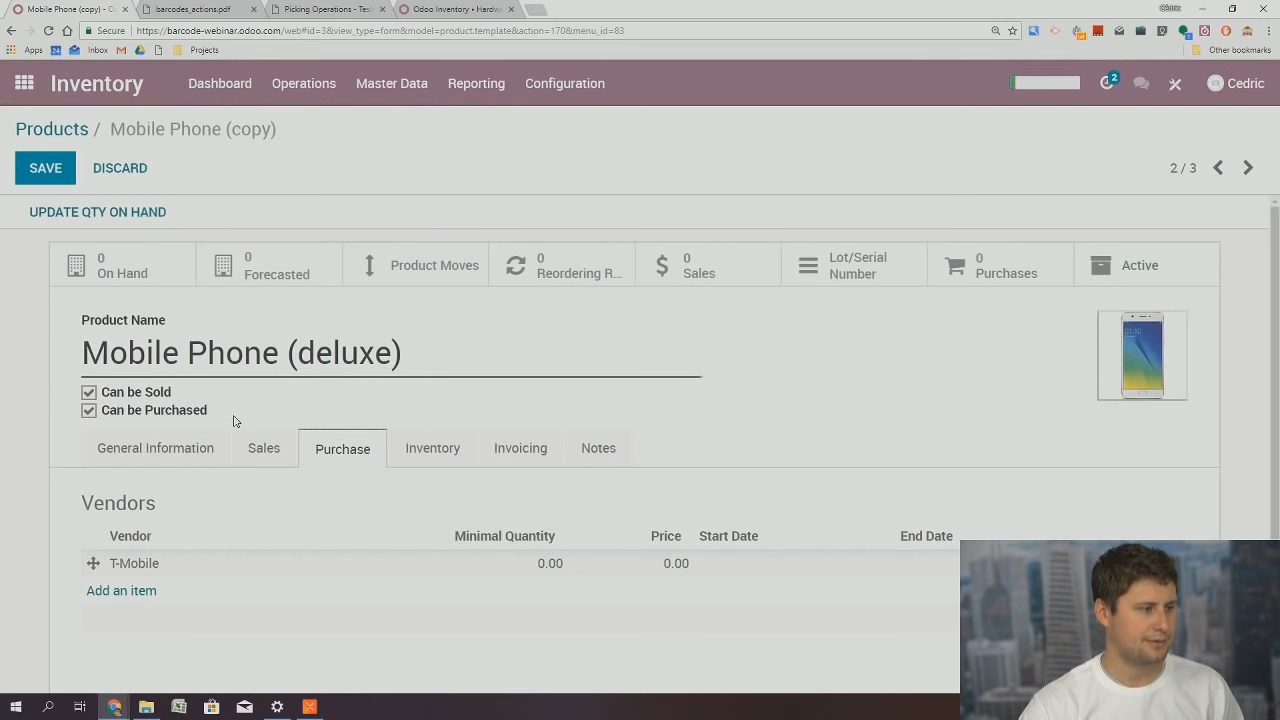 Mobile Phone (copy) - O
barcodes_actions.pdf
Picking Operations - Tes
Odoo Inventory • Hardw
Secure
https://barcode-webinar.odoo.com/web#id=3&view_type=form&model=product.template&action=170&menu_id=83
Apps
24
Inbox
Projects
Other bookmarks
Inventory
Dashboard
Operations
Master Data
Reporting
Configuration
2
Cedric
Products / Mobile Phone (copy)
SAVE
DISCARD
2 / 3
UPDATE QTY ON HAND
0
On Hand
0
Forecasted
Product Moves
0
Reordering R...
0
Sales
Lot/Serial
Number
0
Purchases
Active
Product Name
Mobile Phone (deluxe)
Can be Sold
Can be Purchased
General Information
Sales
Purchase
Inventory
Invoicing
Notes
Vendors
Vendor
Minimal Quantity
Price
Start Date
End Date
T-Mobile
0.00
0.00
Add an item